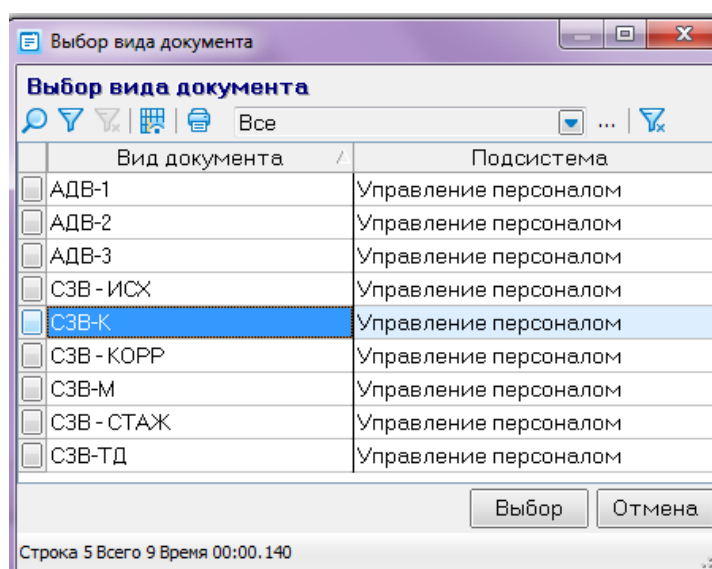 Выбор вида документа
Выбор вида документа
Все ...
Вид документа Подсистема
АДВ-1 Управление персоналом
АДВ-2 Управление персоналом
АДВ-3 Управление персоналом
СЗВ - ИСХ Управление персоналом
СЗВ-К Управление персоналом
СЗВ - КОРР Управление персоналом
СЗВ-М Управление персоналом
СЗВ - СТАЖ Управление персоналом
СЗВ-ТД Управление персоналом
Выбор Отмена
Строка 5 Всего 9 Время 00:00.140